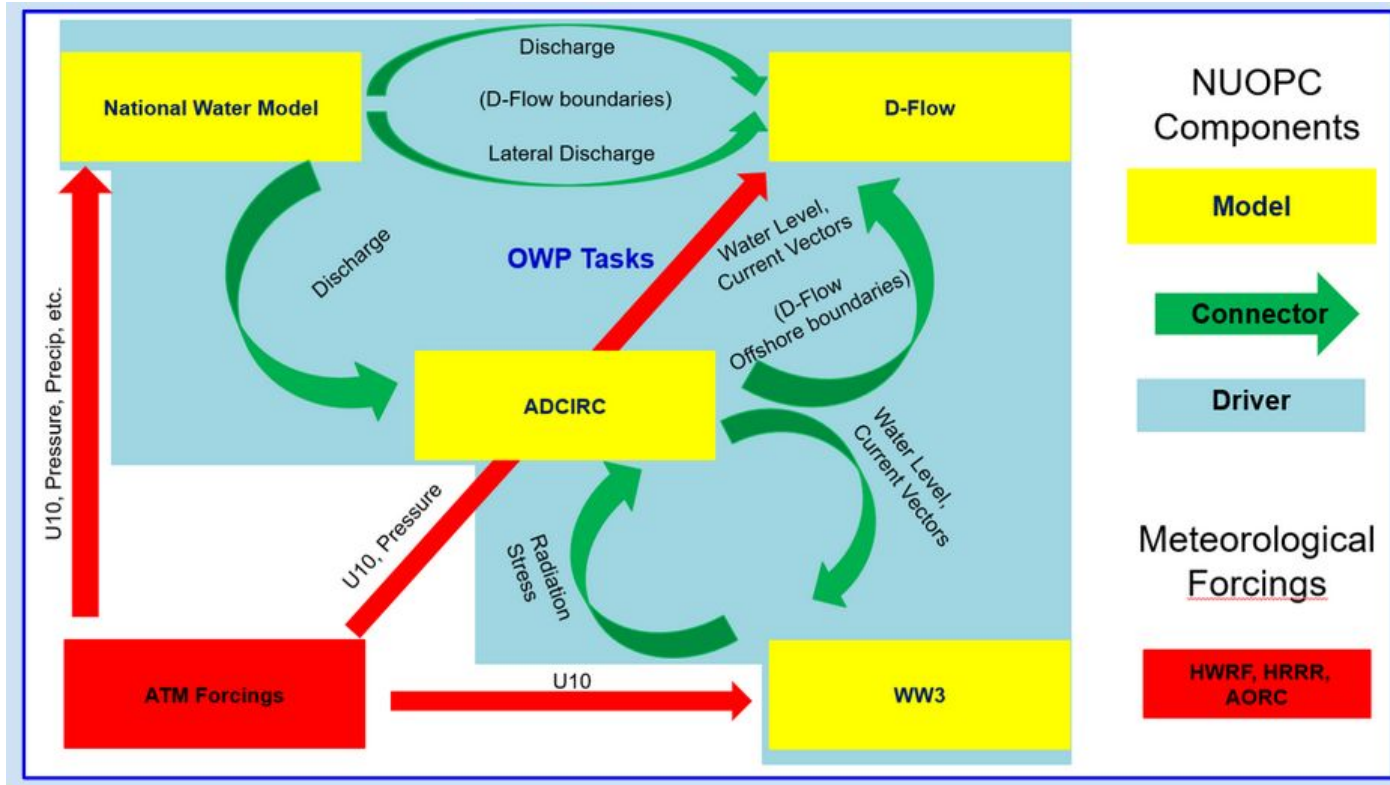 National Water Model
Discharge
(D-Flow boundaries)
Lateral Discharge
D-Flow
NUOPC
Components
Model
Connector
Driver
Discharge
OWP Tasks
Water Level,
Current Vectors
(D-Flow
Offshore boundaries)
U10, Pressure, Precip, etc.
ADCIRC
Water Level,
Current Vectors
U10, Pressure
Radiation
Stress
Meteorological
Forcings
ATM Forcings
U10
WW3
HWRF, HRRR,
AORC